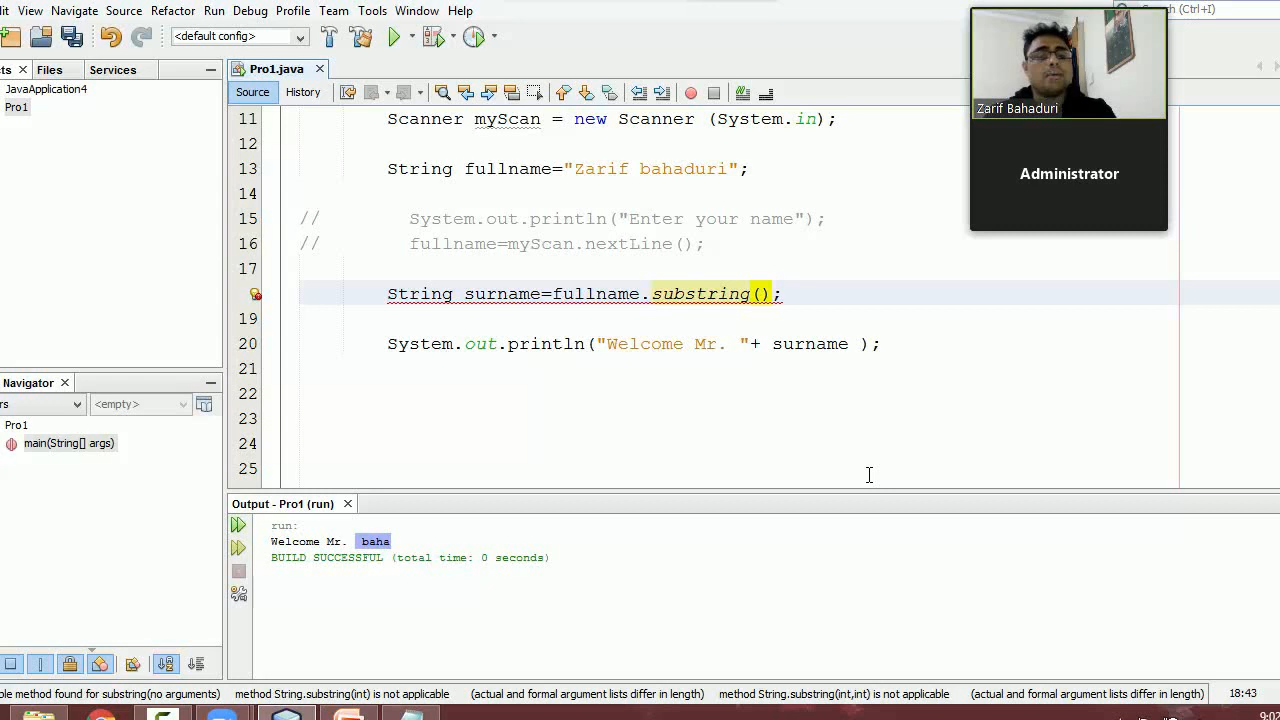 it View Navigate Source Refactor Run Debug Profile Team Tools Window Help
Search (Ctrl+I)
<default config>
cts Files Services
Pro1.java
JavaApplication4
Pro1
Source History
Zarif Bahaduri
Administrator
11 Scanner myScan = new Scanner (System.in);
12
13 String fullname="Zarif bahaduri";
14
15 // System.out.println("Enter your name");
16 // fullname=myScan.nextLine();
17
String surname=fullname.substring();
19
20 System.out.println("Welcome Mr. "+ surname );
21
22
23
24
25
Navigator
rs <empty>
Pro1
main(String[] args)
Output - Pro1 (run)
run:
Welcome Mr. baha
BUILD SUCCESSFUL (total time: 0 seconds)
ble method found for substring(no arguments) method String.substring(int) is not applicable (actual and formal argument lists differ in length) method String.substring(int,int) is not applicable (actual and formal argument lists differ in length) 18:43